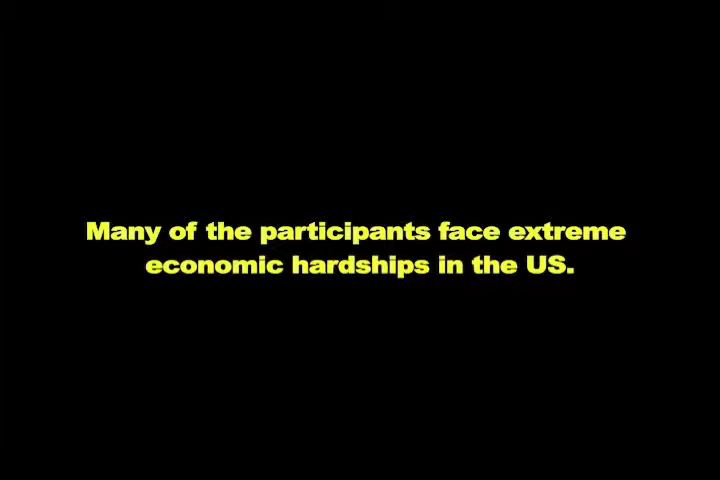 Many of the participants face extreme
economic hardships in the US.